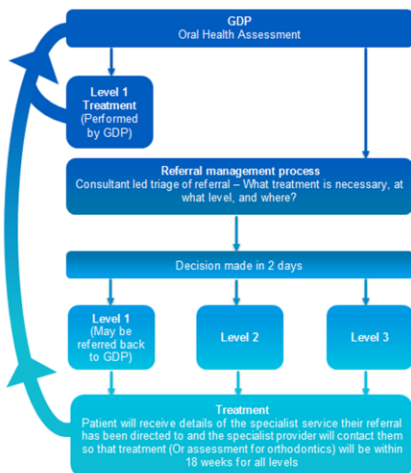 GDP
Oral Health Assessment
Level 1
Treatment
(Performed
by GDP)
Referral management process
Consultant led triage of referral – What treatment is necessary, at
what level, and where?
Decision made in 2 days
Level 1
(May be
referred back
to GDP)
Level 2
Level 3
Treatment
Patient will receive details of the specialist service their referral
has been directed to and the specialist provider will contact them
so that treatment (Or assessment for orthodontics) will be within
18 weeks for all levels